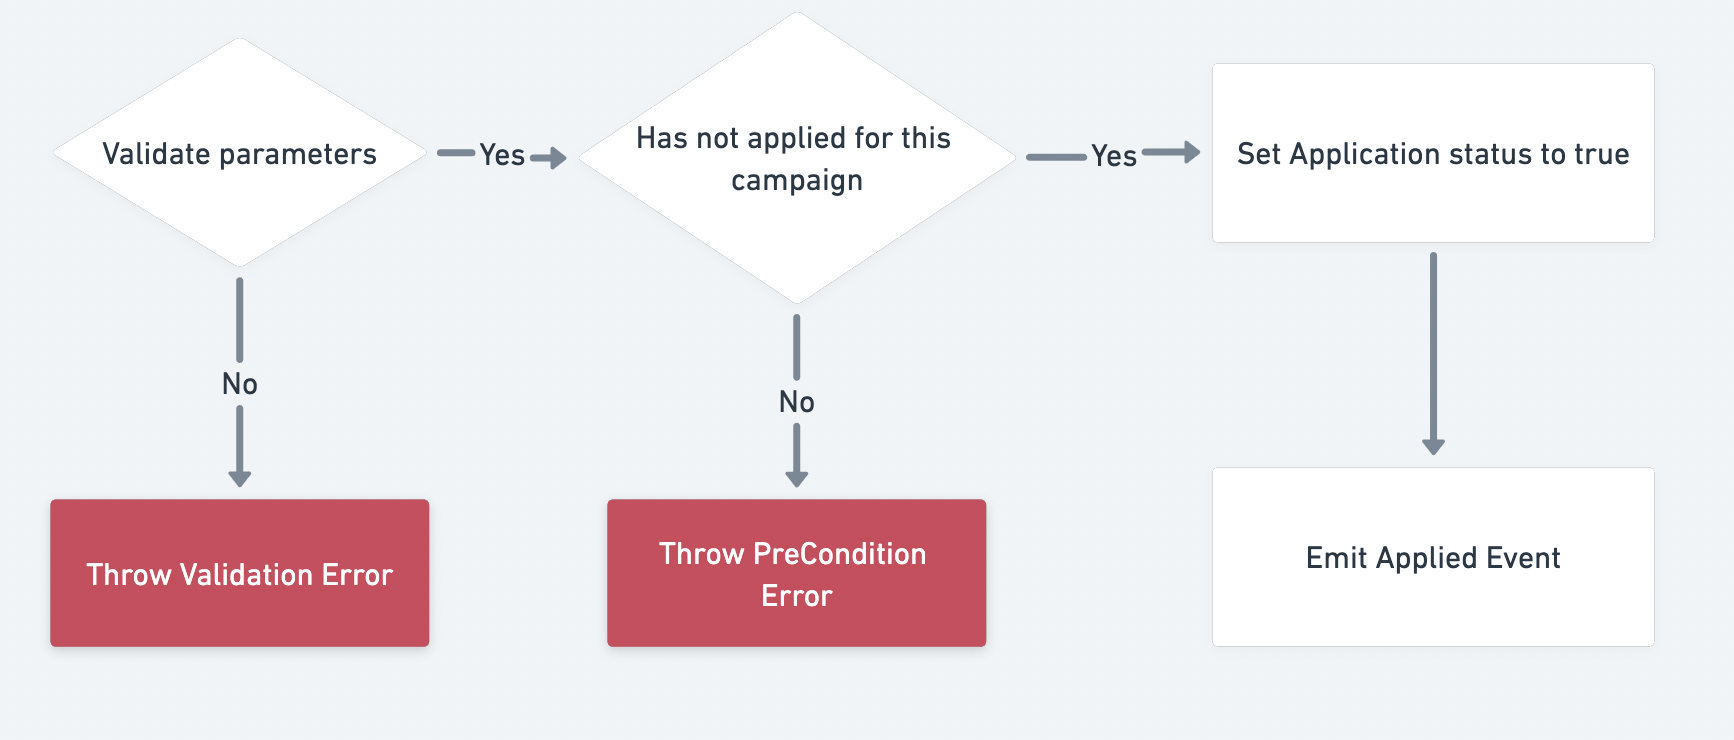 Validate parameters
Yes
Has not applied for this
campaign
Yes
Set Application status to true
No
No
Throw Validation Error
Throw PreCondition
Error
Emit Applied Event